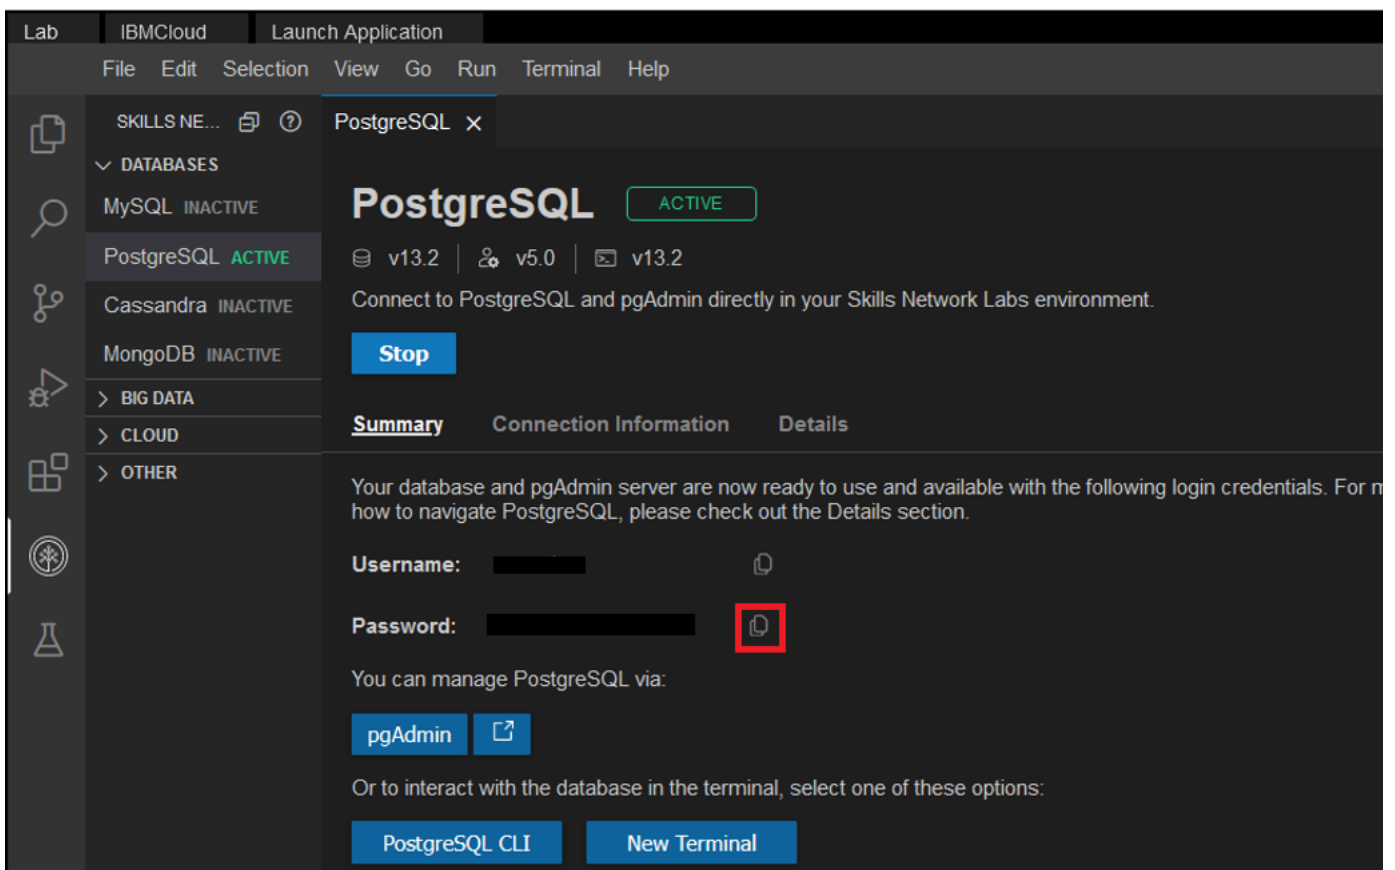 Lab IBMCloud Launch Application
File Edit Selection View Go Run Terminal Help
SKILLS NE... PostgreSQL
DATABASES
MySQL INACTIVE
PostgreSQL ACTIVE
Cassandra INACTIVE
MongoDB INACTIVE
BIG DATA
CLOUD
OTHER
PostgreSQL ACTIVE
v13.2 v5.0 v13.2
Connect to PostgreSQL and pgAdmin directly in your Skills Network Labs environment.
Stop
Summary Connection Information Details
Your database and pgAdmin server are now ready to use and available with the following login credentials. For
how to navigate PostgreSQL, please check out the Details section.
Username:
Password:
You can manage PostgreSQL via:
pgAdmin
Or to interact with the database in the terminal, select one of these options:
PostgreSQL CLI New Terminal